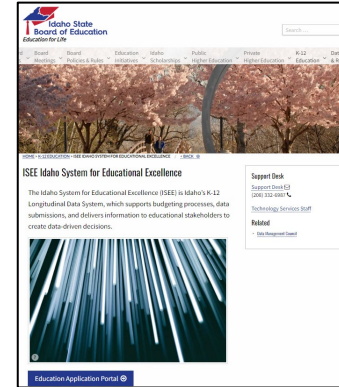 Idaho State
Board of Education
Education for Life
Search...
Board Meetings
Board Policies & Rules
Education Initiatives
Idaho Scholarships
Public Higher Education
Private Higher Education
K-12 Education
HOME » K-12 EDUCATION » ISEE IDAHO SYSTEM FOR EDUCATIONAL EXCELLENCE / BACK
ISEE Idaho System for Educational Excellence
The Idaho System for Educational Excellence (ISEE) is Idaho's K-12
Longitudinal Data System, which supports budgeting processes, data
submissions, and delivers information to educational stakeholders to
create data-driven decisions.
Education Application Portal
Support Desk
Support Desk
(208) 332-6987
Technology Services Staff
Related
Data Management Council